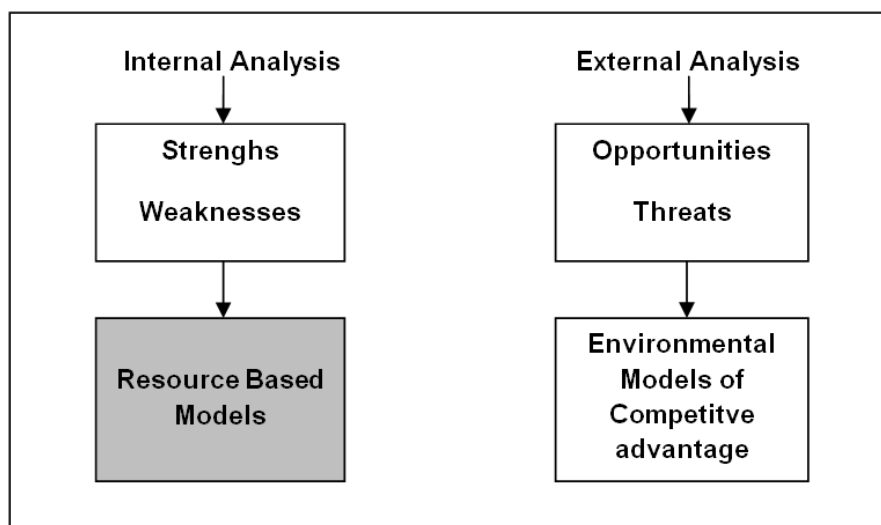 Internal Analysis
Strenghs
Weaknesses
Resource Based
Models
External Analysis
Opportunities
Threats
Environmental
Models of
Competitve
advantage